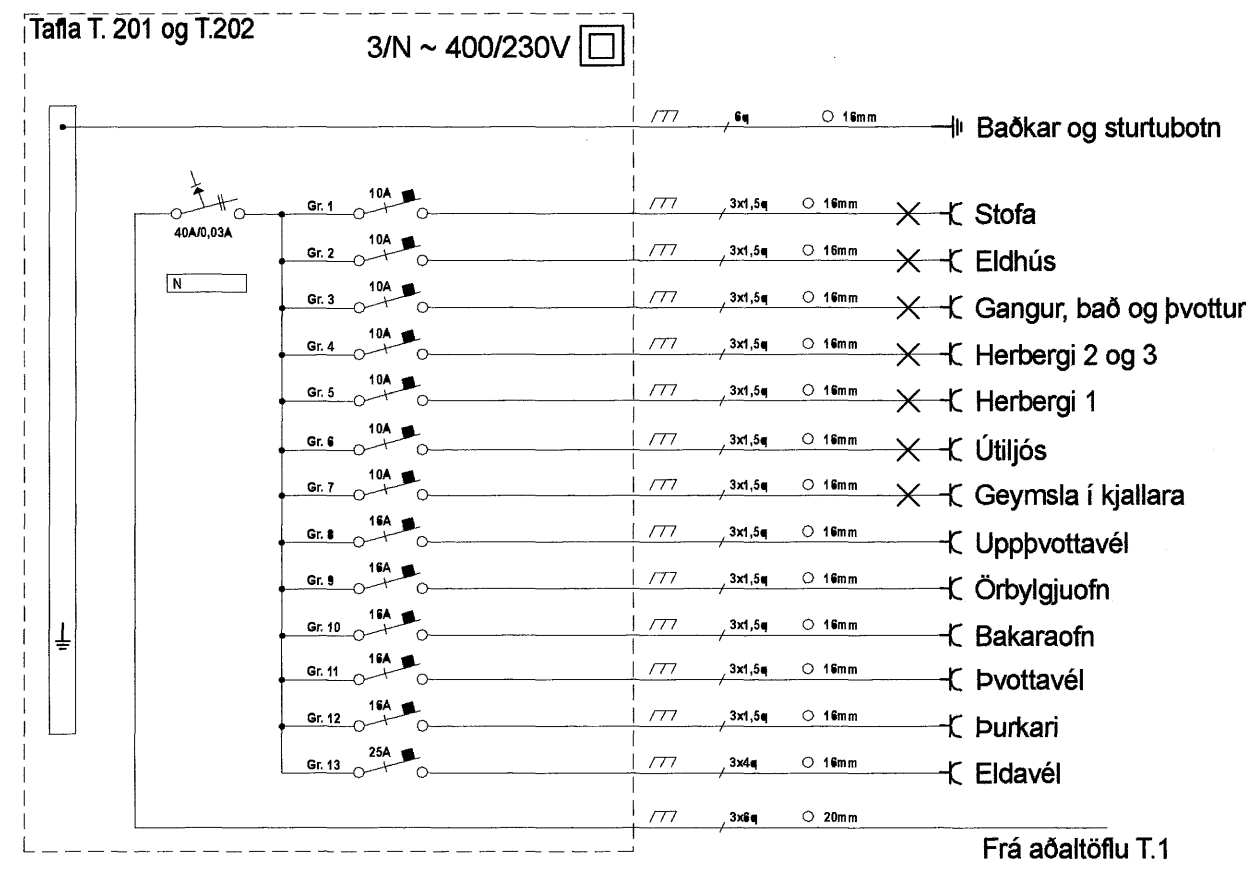 Tafla T. 201 og T.202
3/N ~ 400/230V
6q 16mm Baðkar og sturtubotn
40A/0,03A
N
Gr. 1 10A 3x1,5q 16mm Stofa
Gr. 2 10A 3x1,5q 16mm Eldhús
Gr. 3 10A 3x1,5q 16mm Gangur, bað og þvottur
Gr. 4 10A 3x1,5q 16mm Herbergi 2 og 3
Gr. 5 10A 3x1,5q 16mm Herbergi 1
Gr. 6 10A 3x1,5q 16mm Útiljós
Gr. 7 10A 3x1,5q 16mm Geymsla í kjallara
Gr. 8 16A 3x1,5q 16mm Uppþvottavél
Gr. 9 16A 3x1,5q 16mm Örbylgjuofn
Gr. 10 16A 3x1,5q 16mm Bakaraofn
Gr. 11 16A 3x1,5q 16mm Þvottavél
Gr. 12 16A 3x1,5q 16mm Þurkari
Gr. 13 25A 3x4q 16mm Eldavél
3x6q 20mm
Frá aðaltöflu T.1